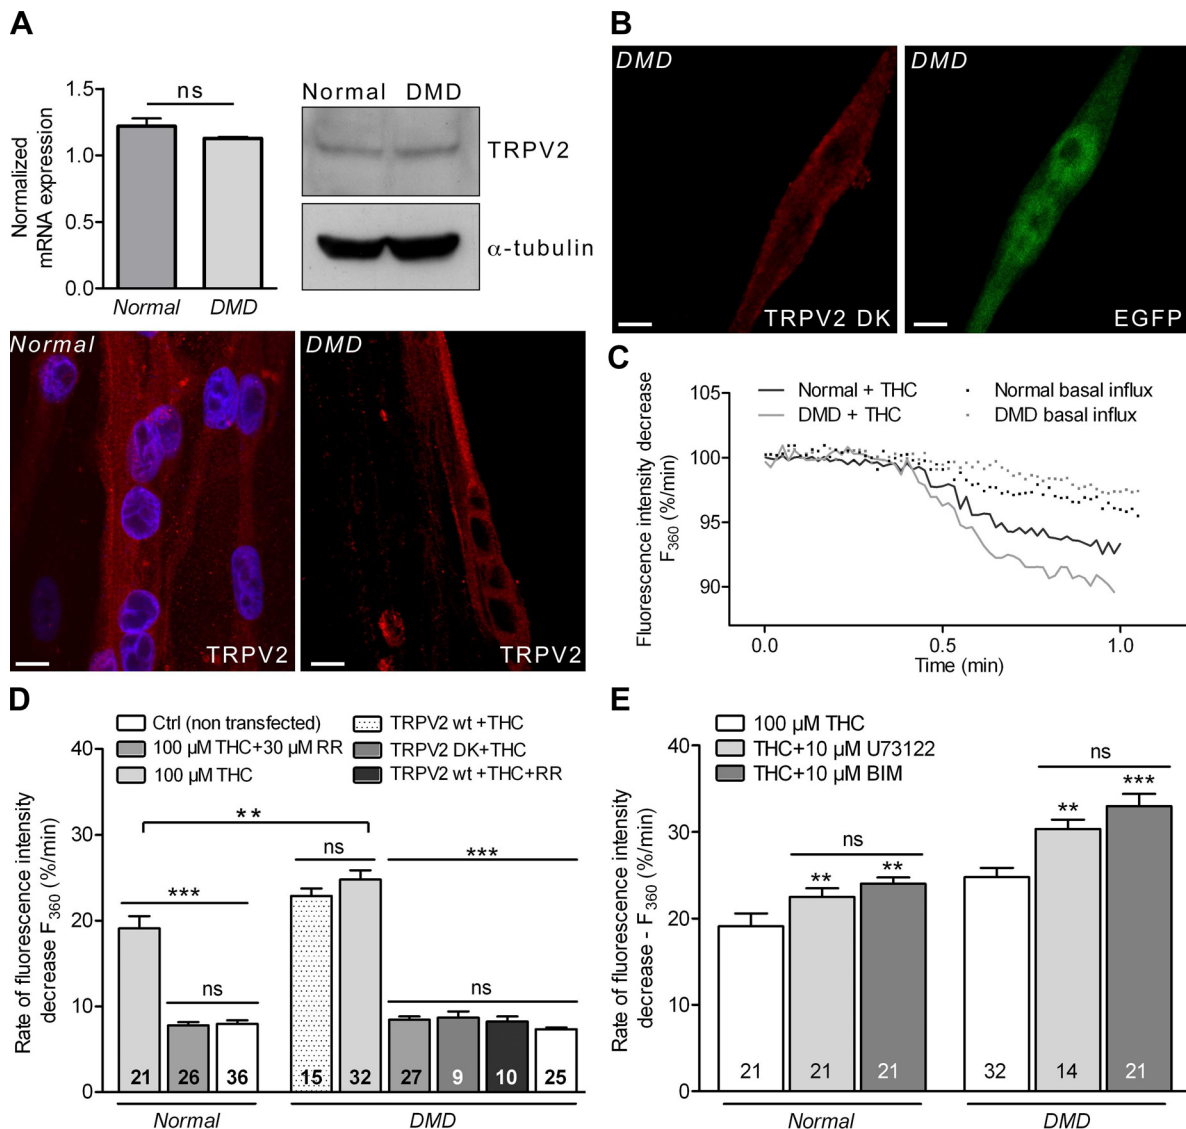 A
Normalized
mRNA expression
1.5
1.0
0.5
0.0
ns
Normal
DMD
Normal DMD
TRPV2
α-tubulin
Normal
TRPV2
DMD
TRPV2
B
DMD
TRPV2 DK
DMD
EGFP
C
Fluorescence intensity decrease
F360 (%/min)
Normal + THC
DMD + THC
Normal basal influx
DMD basal influx
105
100
95
90
0.0
0.5
1.0
Time (min)
D
Ctrl (non transfected)
100 µM THC+30 µM RR
100 µM THC
TRPV2 wt +THC
TRPV2 DK+THC
TRPV2 wt +THC+RR
Rate of fluorescence intensity
decrease F360 (%/min)
40
30
20
10
0
**
***
ns
ns
***
ns
21
26
36
15
32
27
9
10
25
Normal
DMD
E
100 µM THC
THC+10 µM U73122
THC+10 µM BIM
Rate of fluorescence intensity
decrease - F360 (%/min)
40
30
20
10
0
ns
**
**
ns
**
***
21
21
21
32
14
21
Normal
DMD